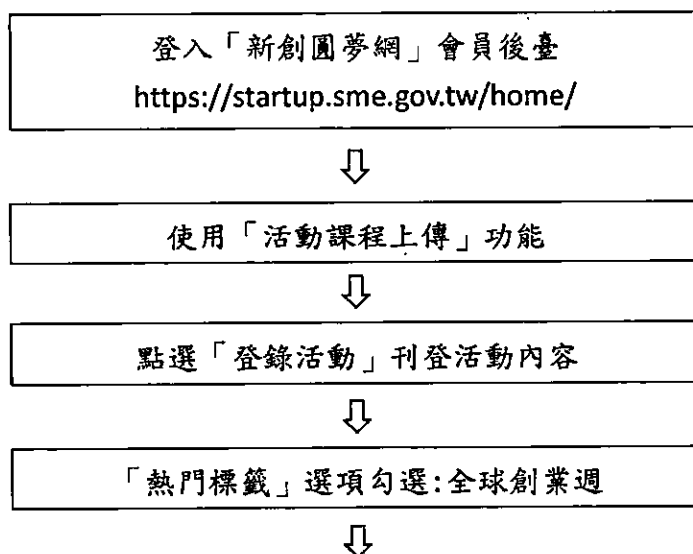 登入「新創圓夢網」會員後臺
https://startup.sme.gov.tw/home/
使用「活動課程上傳」功能
點選「登錄活動」刊登活動內容
「熱門標籤」選項勾選:全球創業週